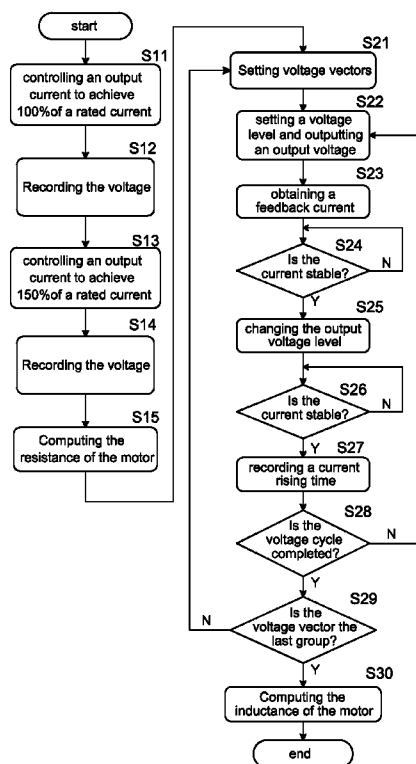 start
S11
controlling an output
current to achieve
100%of a rated current
S12
Recording the voltage
S13
controlling an output
current to achieve
150%of a rated current
S14
Recording the voltage
S15
Computing the
resistance of the motor
S21
Setting voltage vectors
S22
setting a voltage
level and outputting
an output voltage
S23
obtaining a
feedback current
S24
Is the
current stable?
N
Y
S25
changing the output
voltage level
S26
Is the
current stable?
N
Y
S27
recording a current
rising time
S28
Is the
voltage cycle
completed?
N
Y
S29
Is the
voltage vector the
last group?
N
Y
S30
Computing the
inductance of the motor
end